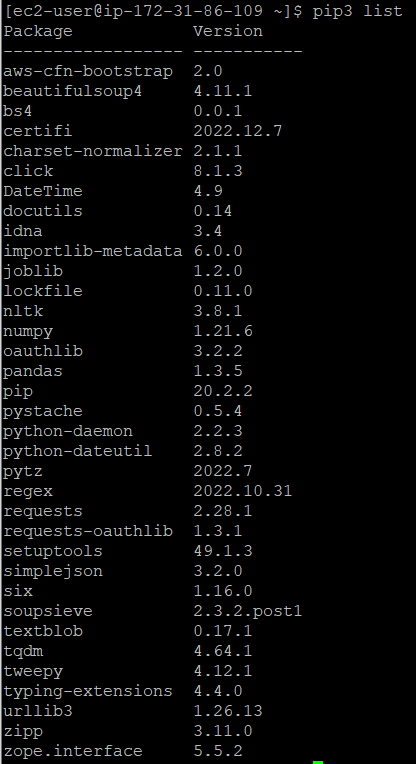 [ec2-user@ip-172-31-86-109 ~]$ pip3 list
Package            Version
------------------ -----------
aws-cfn-bootstrap  2.0
beautifulsoup4     4.11.1
bs4                0.0.1
certifi            2022.12.7
charset-normalizer 2.1.1
click              8.1.3
DateTime           4.9
docutils           0.14
idna               3.4
importlib-metadata 6.0.0
joblib             1.2.0
lockfile           0.11.0
nltk               3.8.1
numpy              1.21.6
oauthlib           3.2.2
pandas             1.3.5
pip                20.2.2
pystache           0.5.4
python-daemon      2.2.3
python-dateutil    2.8.2
pytz               2022.7
regex              2022.10.31
requests           2.28.1
requests-oauthlib  1.3.1
setuptools         49.1.3
simplejson         3.2.0
six                1.16.0
soupsieve          2.3.2.post1
textblob           0.17.1
tqdm               4.64.1
tweepy             4.12.1
typing-extensions  4.4.0
urllib3            1.26.13
zipp               3.11.0
zope.interface     5.5.2